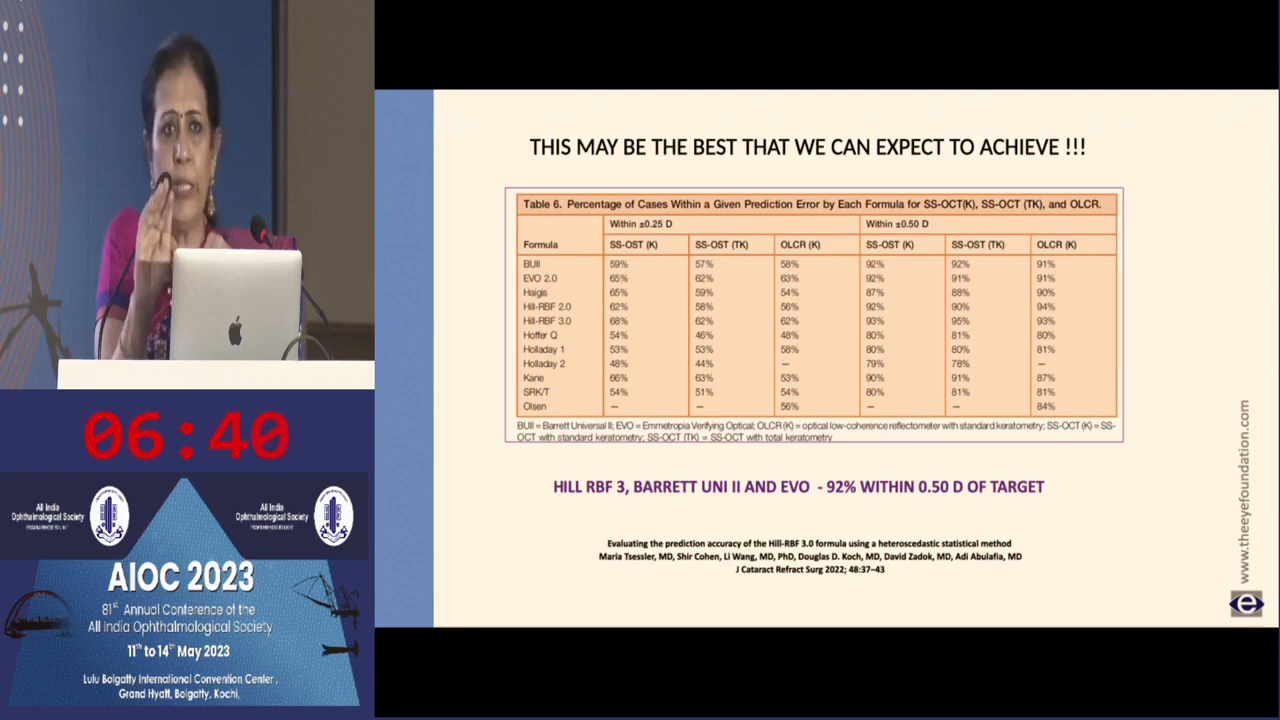 THIS MAY BE THE BEST THAT WE CAN EXPECT TO ACHIEVE !!!
Table 6. Percentage of Cases Within a Given Prediction Error by Each Formula for SS-OCT(K), SS-OCT (TK), and OLCR.
Within ±0.25 D Within ±0.50 D
Formula SS-OST (K) SS-OST (TK) OLCR (K) SS-OST (K) SS-OST (TK) OLCR (K)
BUII 59% 57% 58% 92% 92% 91%
EVO 2.0 65% 62% 63% 92% 91% 91%
Haigis 65% 59% 54% 87% 88% 90%
Hill-RBF 2.0 62% 58% 56% 92% 90% 94%
Hill-RBF 3.0 68% 62% 62% 93% 95% 93%
Hoffer Q 54% 46% 48% 80% 81% 80%
Holladay 1 53% 53% 58% 80% 80% 81%
Holladay 2 48% 44% — 79% 78% —
Kane 66% 63% 53% 90% 91% 87%
SRK/T 54% 51% 54% 80% 81% 81%
Olsen — — 56% — — 84%
BUII = Barrett Universal II; EVO = Emmetropia Verifying Optical; OLCR (K) = optical low-coherence reflectometer with standard keratometry; SS-OCT (K) = SS-
OCT with standard keratometry; SS-OCT (TK) = SS-OCT with total keratometry
HILL RBF 3, BARRETT UNI II AND EVO - 92% WITHIN 0.50 D OF TARGET
Evaluating the prediction accuracy of the Hill-RBF 3.0 formula using a heteroscedastic statistical method
Maria Tsessler, MD, Shir Cohen, Li Wang, MD, PhD, Douglas D. Koch, MD, David Zadok, MD, Adi Abulafia, MD
J Cataract Refract Surg 2022; 48:37–43
www.theeyefoundation.com
e
06:40
All India
Ophthalmological Society
All India
Ophthalmological Society
AIOC 2023
81st Annual Conference of the
All India Ophthalmological Society
11th to 14th May 2023
Lulu Bolgatty International Convention Center,
Grand Hyatt, Bolgatty, Kochi,